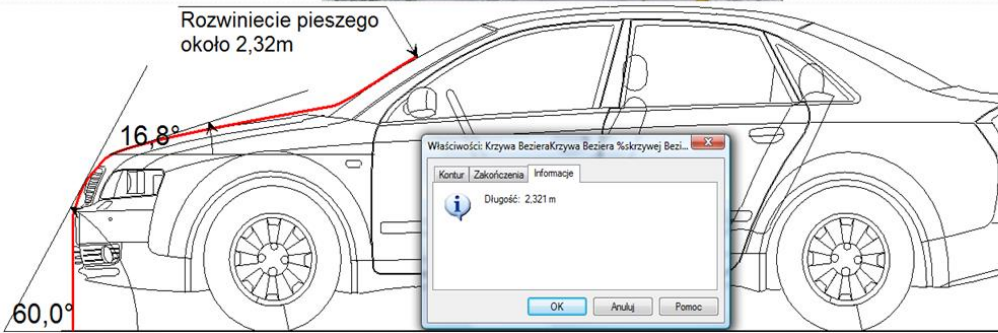 Rozwiniecie pieszego
około 2,32m
16,8°
Właściwości: Krzywa BezieraKrzywa Beziera %skrzywej Bezi...
Kontur Zakończenia Informacje
Długość: 2,321 m
OK Anuluj Pomoc
60,0°